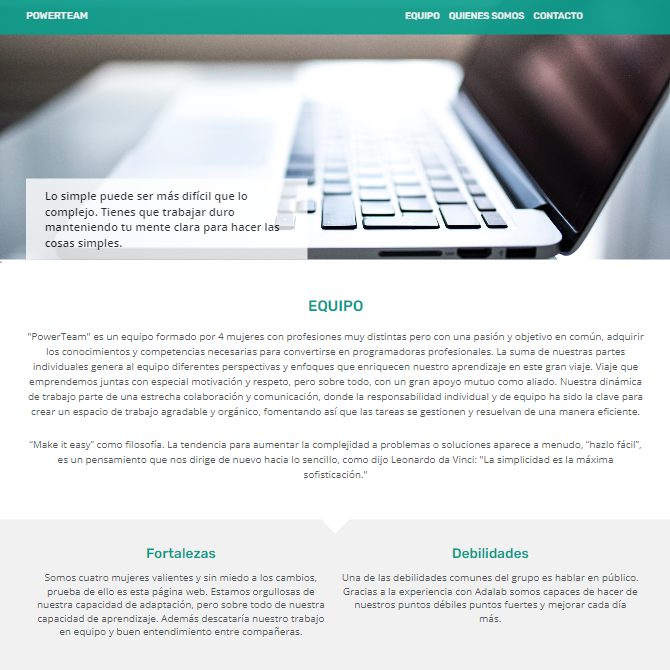 POWERTEAM EQUIPO QUIENES SOMOS CONTACTO
Lo simple puede ser más difícil que lo
complejo. Tienes que trabajar duro
manteniendo tu mente clara para hacer las
cosas simples.
EQUIPO
"PowerTeam" es un equipo formado por 4 mujeres con profesiones muy distintas pero con una pasión y objetivo en común, adquirir
los conocimientos y competencias necesarias para convertirse en programadoras profesionales. La suma de nuestras partes
individuales genera al equipo diferentes perspectivas y enfoques que enriquecen nuestro aprendizaje en este gran viaje. Viaje que
emprendemos juntas con especial motivación y respeto, pero sobre todo, con un gran apoyo mutuo como aliado. Nuestra dinámica
de trabajo parte de una estrecha colaboración y comunicación, donde la responsabilidad individual y de equipo ha sido la clave para
crear un espacio de trabajo agradable y orgánico, fomentando así que las tareas se gestionen y resuelvan de una manera eficiente.
“Make it easy” como filosofía. La tendencia para aumentar la complejidad a problemas o soluciones aparece a menudo, “hazlo fácil”,
es un pensamiento que nos dirige de nuevo hacia lo sencillo, como dijo Leonardo da Vinci: "La simplicidad es la máxima
sofisticación."
Fortalezas
Somos cuatro mujeres valientes y sin miedo a los cambios,
prueba de ello es esta página web. Estamos orgullosas de
nuestra capacidad de adaptación, pero sobre todo de nuestra
capacidad de aprendizaje. Además descataría nuestro trabajo
en equipo y buen entendimiento entre compañeras.
Debilidades
Una de las debilidades comunes del grupo es hablar en público.
Gracias a la experiencia con Adalab somos capaces de hacer de
nuestros puntos débiles puntos fuertes y mejorar cada día
más.